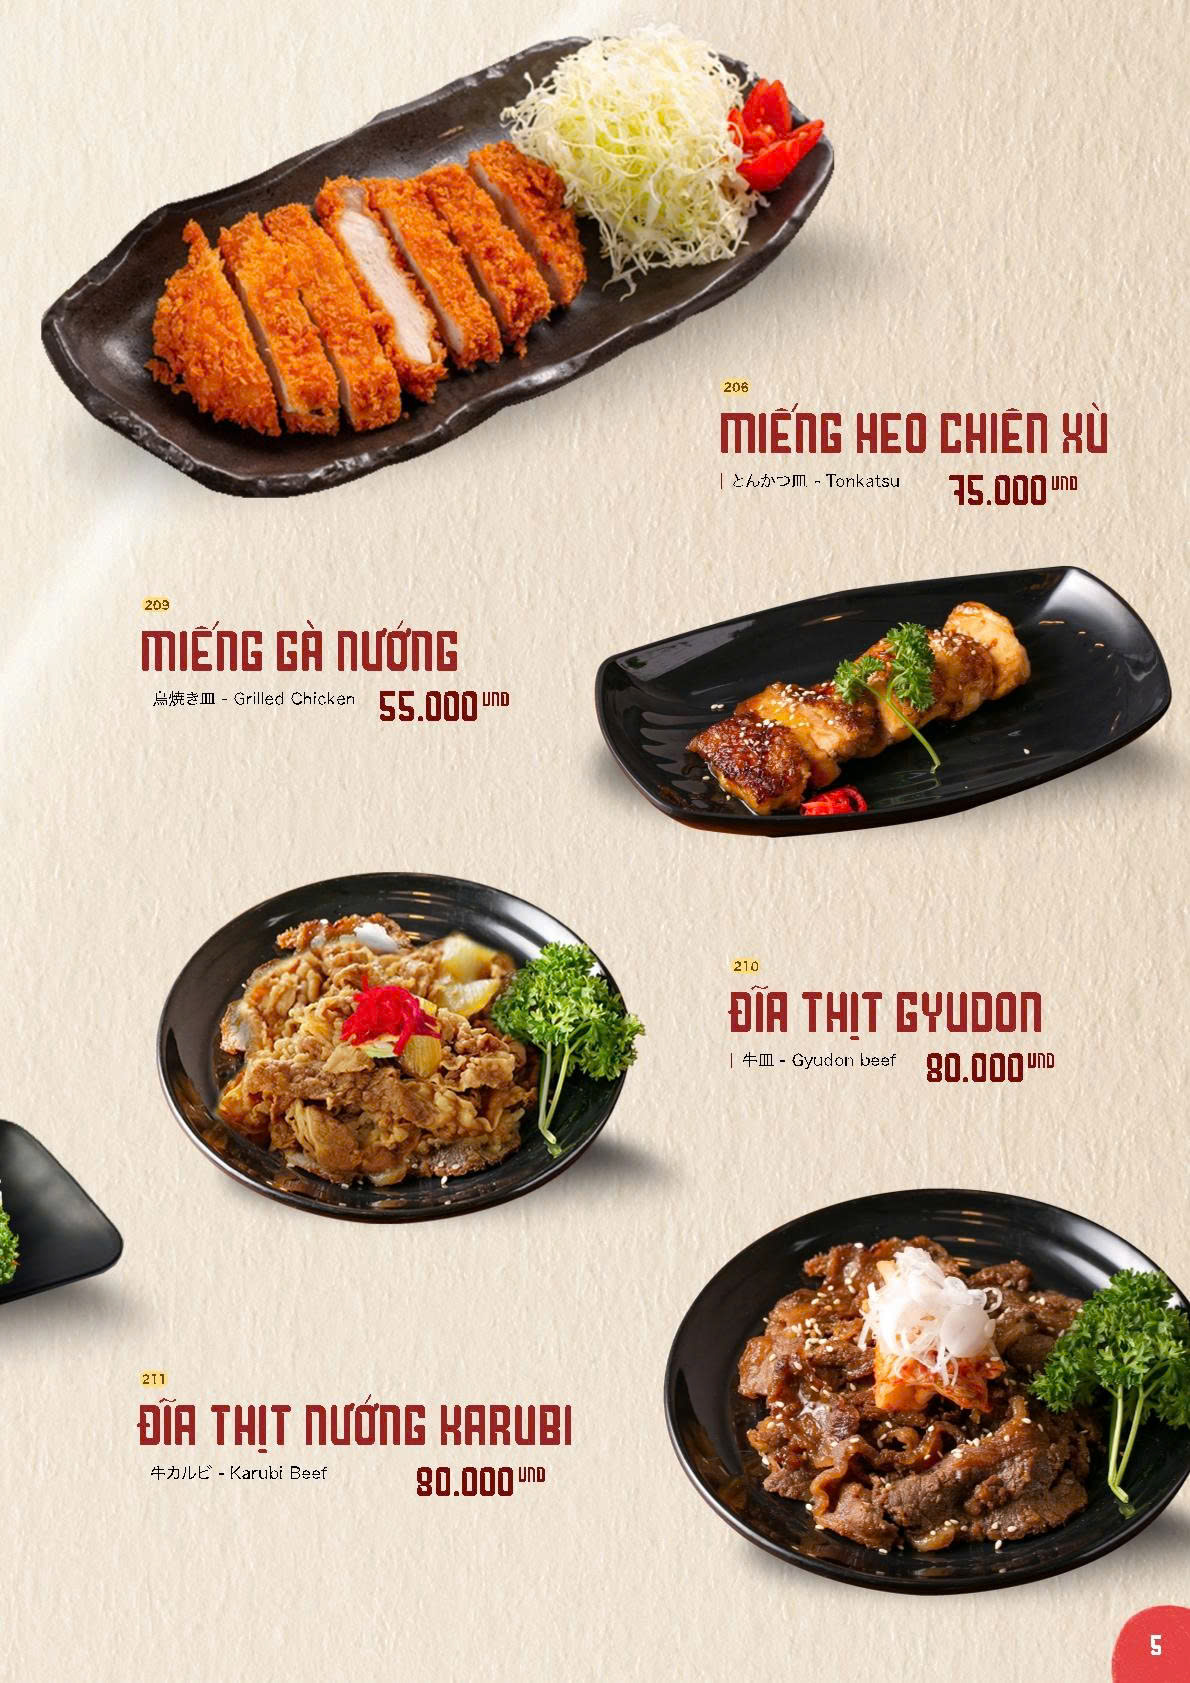 206
MIẾNG HEO CHIÊN XÙ
とんかつ皿 - Tonkatsu 75.000 VND
209
MIẾNG GÀ NƯỚNG
鳥焼き皿 - Grilled Chicken 55.000 VND
210
ĐĨA THỊT GYUDON
牛皿 - Gyudon beef 80.000 VND
211
ĐĨA THỊT NƯỚNG KARUBI
牛カルビ - Karubi Beef 80.000 VND
5